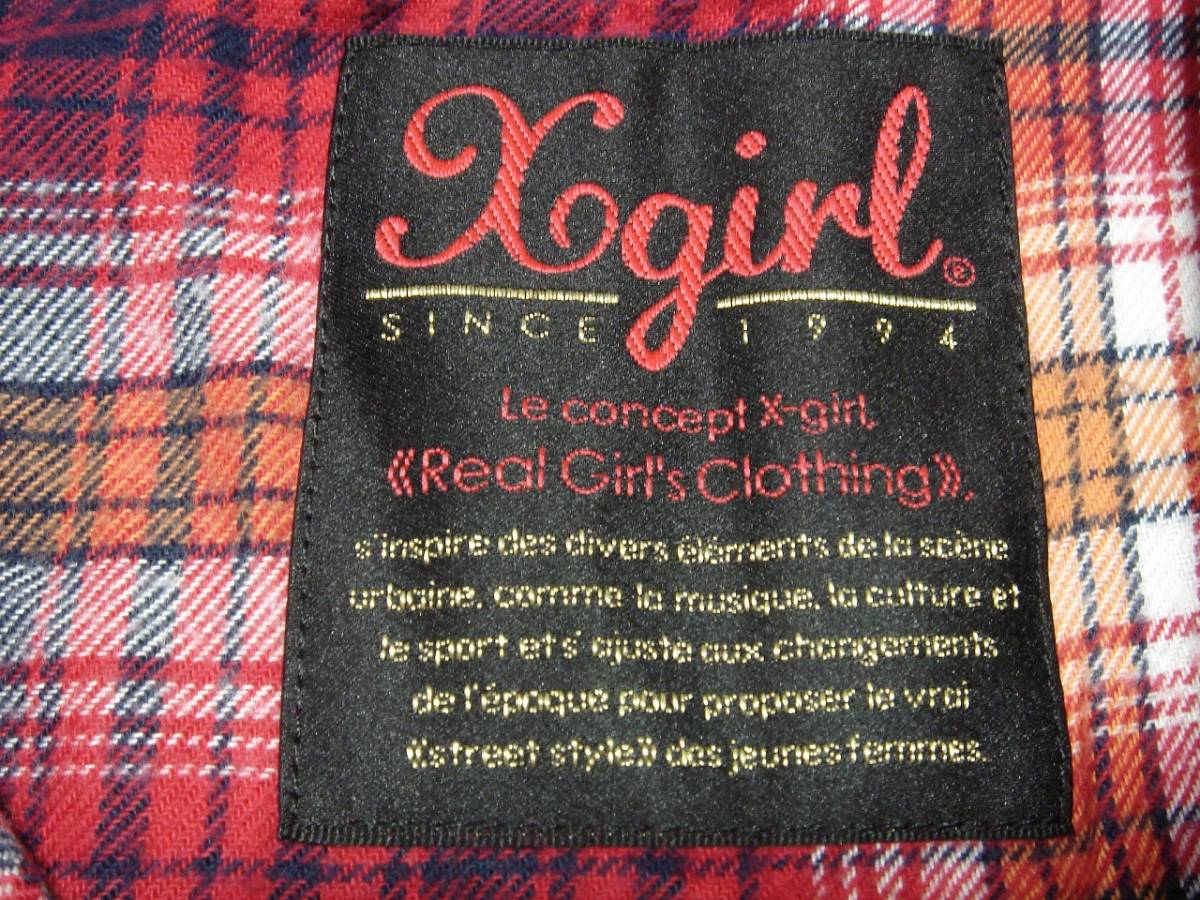 Xgirl®
SINCE 1994
Le concept X-girl,
《Real Girl's Clothing》,
s'inspire des divers éléments de la scène
urbaine, comme la musique, la culture et
le sport et s' ajuste aux changements
de l'époque pour proposer le vrai
《street style》 des jeunes femmes.